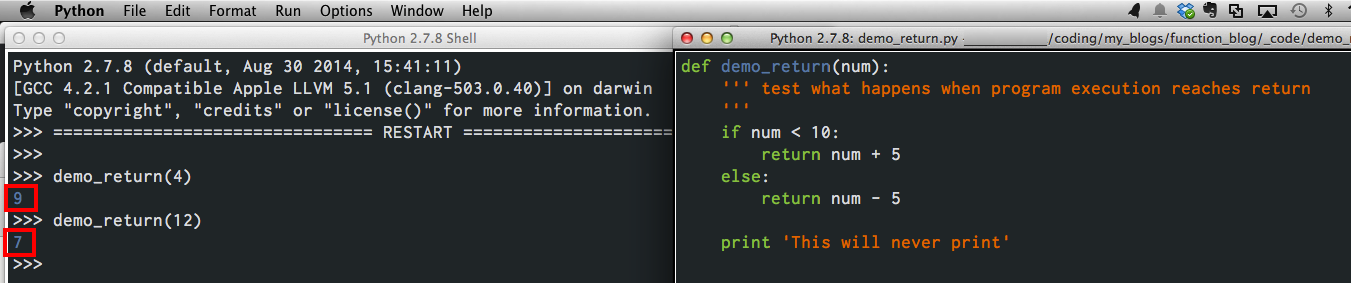 Python File Edit Format Run Options Window Help
Python 2.7.8 Shell
Python 2.7.8 (default, Aug 30 2014, 15:41:11)
[GCC 4.2.1 Compatible Apple LLVM 5.1 (clang-503.0.40)] on darwin
Type "copyright", "credits" or "license()" for more information.
>>> ================================ RESTART =====================
>>>
>>> demo_return(4)
9
>>> demo_return(12)
7
>>>
Python 2.7.8: demo_return.py - /coding/my_blogs/function_blog/_code/demo_
def demo_return(num):
    ''' test what happens when program execution reaches return
    '''
    if num < 10:
        return num + 5
    else:
        return num - 5
    print 'This will never print'